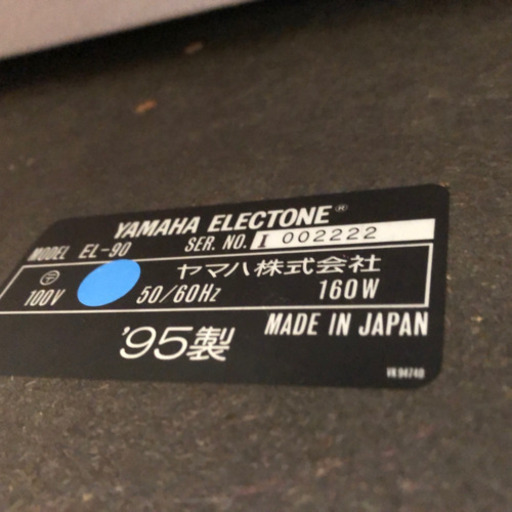 YAMAHA ELECTONE®
MODEL EL-90 SER. NO. I 002222
〒 ヤマハ株式会社
100V 50/60Hz 160W
'95製 MADE IN JAPAN